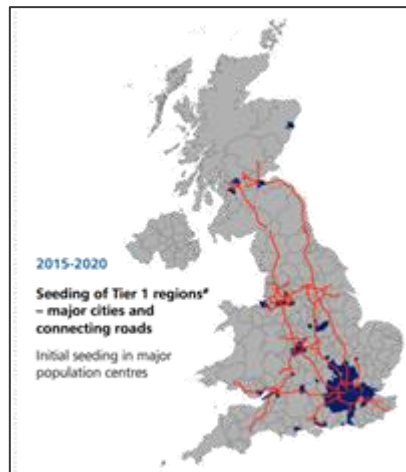 2015-2020
Seeding of Tier 1 regions#
– major cities and
connecting roads
Initial seeding in major
population centres